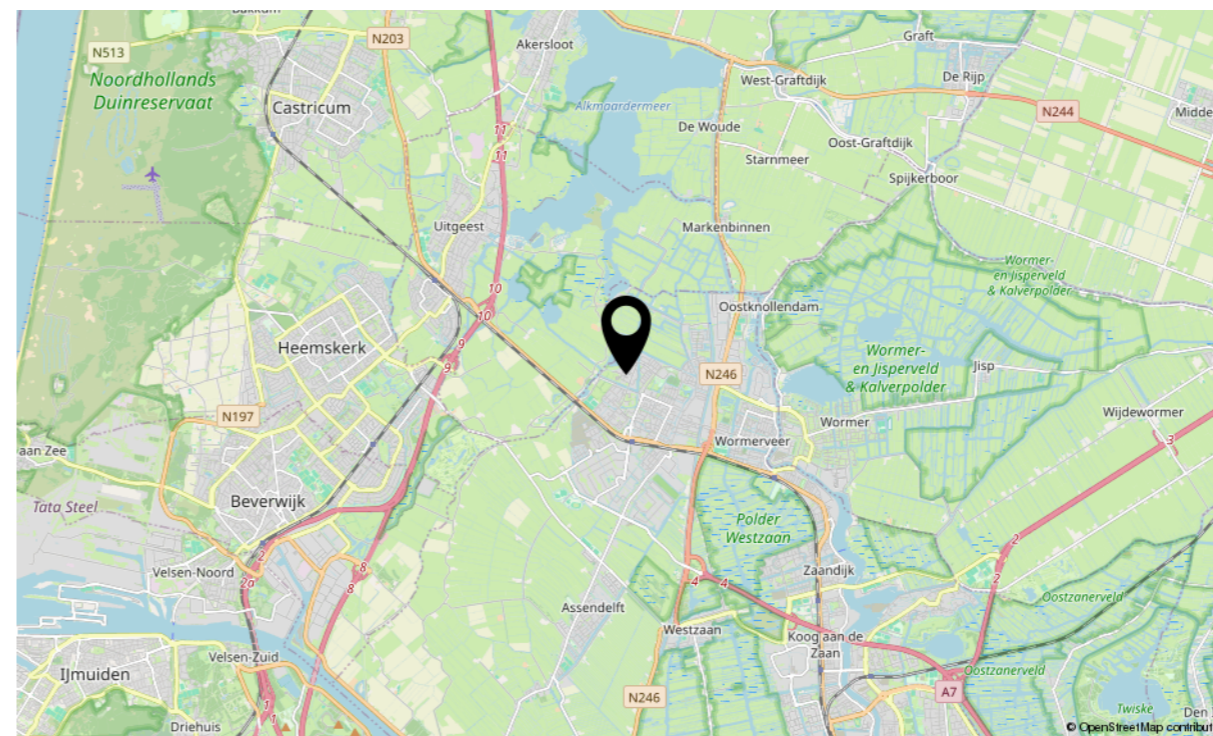 Bakkum
N513
N203
Akersloot
Graft
Noordhollands
Duinreservaat
Castricum
West-Graftdijk
De Rijp
Alkmaardermeer
N244
Midde
De Woude
11
11
Oost-Graftdijk
Starnmeer
Spijkerboor
Uitgeest
Markenbinnen
Wormer-
en Jisperveld
& Kalverpolder
10
10
Oostknollendam
Heemskerk
9
9
Wormer-
en Jisperveld
& Kalverpolder
Jisp
N246
N197
Wijdewormer
Wormer
Wormerveer
3
aan Zee
Beverwijk
Tata Steel
Polder
Westzaan
2
2
2
2a
Velsen-Noord
8
8
Zaandijk
4
4
Assendelft
Oostzanerveld
Westzaan
Koog aan de
Zaan
Velsen-Zuid
Oostzanerveld
IJmuiden
N246
A7
1
1
Twiske
Den
Driehuis
© OpenStreetMap contribut